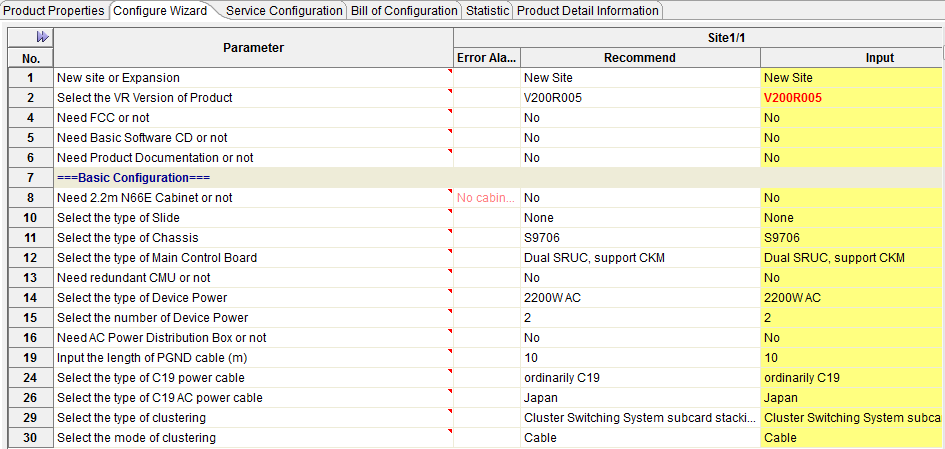 Product Properties Configure Wizard Service Configuration Bill of Configuration Statistic Product Detail Information
Parameter Site1/1
No. Error Ala... Recommend Input
1 New site or Expansion New Site New Site
2 Select the VR Version of Product V200R005 V200R005
4 Need FCC or not No No
5 Need Basic Software CD or not No No
6 Need Product Documentation or not No No
7 ===Basic Configuration===
8 Need 2.2m N66E Cabinet or not No cabin... No No
10 Select the type of Slide None None
11 Select the type of Chassis S9706 S9706
12 Select the type of Main Control Board Dual SRUC, support CKM Dual SRUC, support CKM
13 Need redundant CMU or not No No
14 Select the type of Device Power 2200W AC 2200W AC
15 Select the number of Device Power 2 2
16 Need AC Power Distribution Box or not No No
19 Input the length of PGND cable (m) 10 10
24 Select the type of C19 power cable ordinarily C19 ordinarily C19
26 Select the type of C19 AC power cable Japan Japan
29 Select the type of clustering Cluster Switching System subcard stacki... Cluster Switching System subca
30 Select the mode of clustering Cable Cable